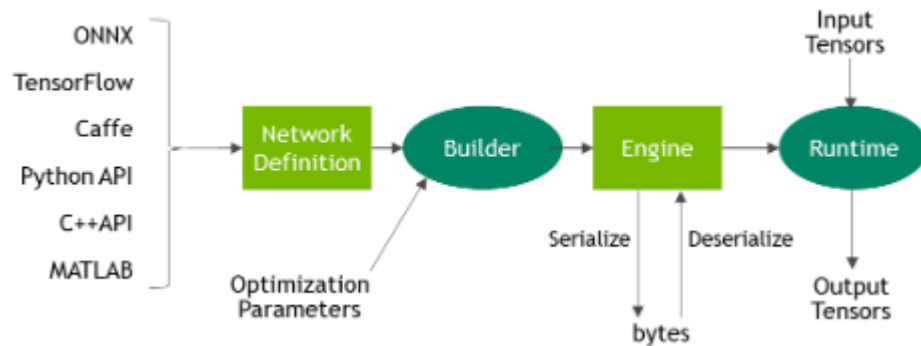 ONNX
TensorFlow
Caffe
Python API
C++API
MATLAB
Network
Definition
Optimization
Parameters
Builder
Engine
Serialize
Deserialize
bytes
Input
Tensors
Runtime
Output
Tensors